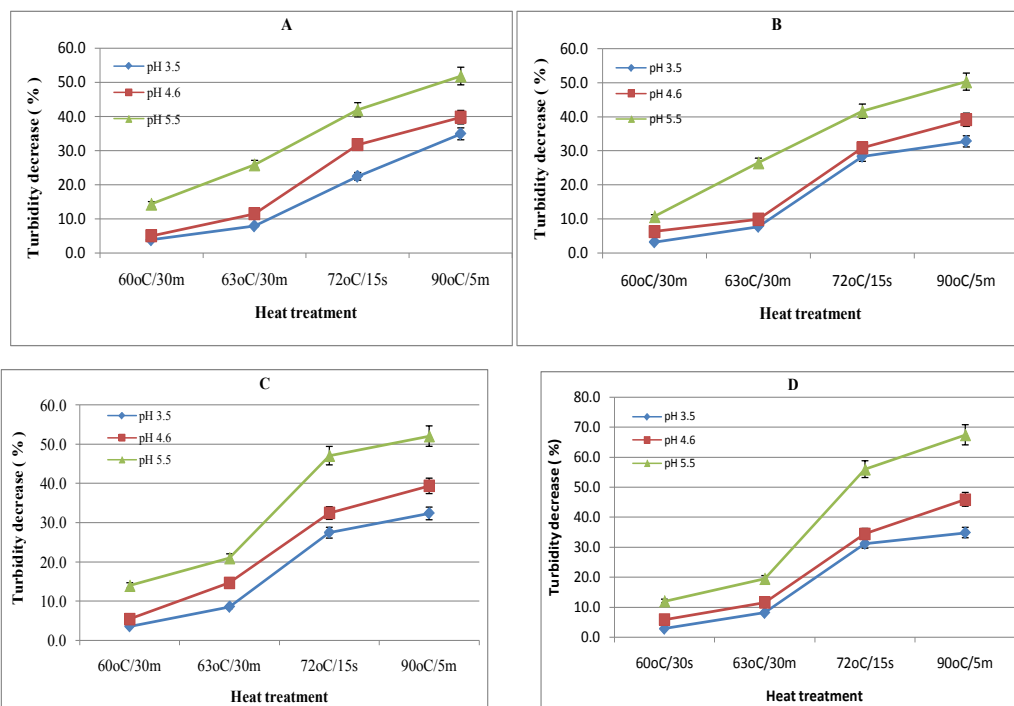 A
Turbidity decrease ( %)
60.0
50.0
40.0
30.0
20.0
10.0
0.0
pH 3.5
pH 4.6
pH 5.5
60oC/30m 63oC/30m 72oC/15s 90oC/5m
Heat treatment
B
Turbidity decrease ( %)
60.0
50.0
40.0
30.0
20.0
10.0
0.0
pH 3.5
pH 4.6
pH 5.5
60oC/30m 63oC/30m 72oC/15s 90oC/5m
Heat treatment
C
Turbidity decrease ( %)
60.0
50.0
40.0
30.0
20.0
10.0
0.0
pH 3.5
pH 4.6
pH 5.5
60oC/30m 63oC/30m 72oC/15s 90oC/5m
Heat treatment
D
Turbidity decrease ( %)
80.0
70.0
60.0
50.0
40.0
30.0
20.0
10.0
0.0
pH 3.5
pH 4.6
pH 5.5
60oC/30s 63oC/30m 72oC/15s 90oC/5m
Heat treatment